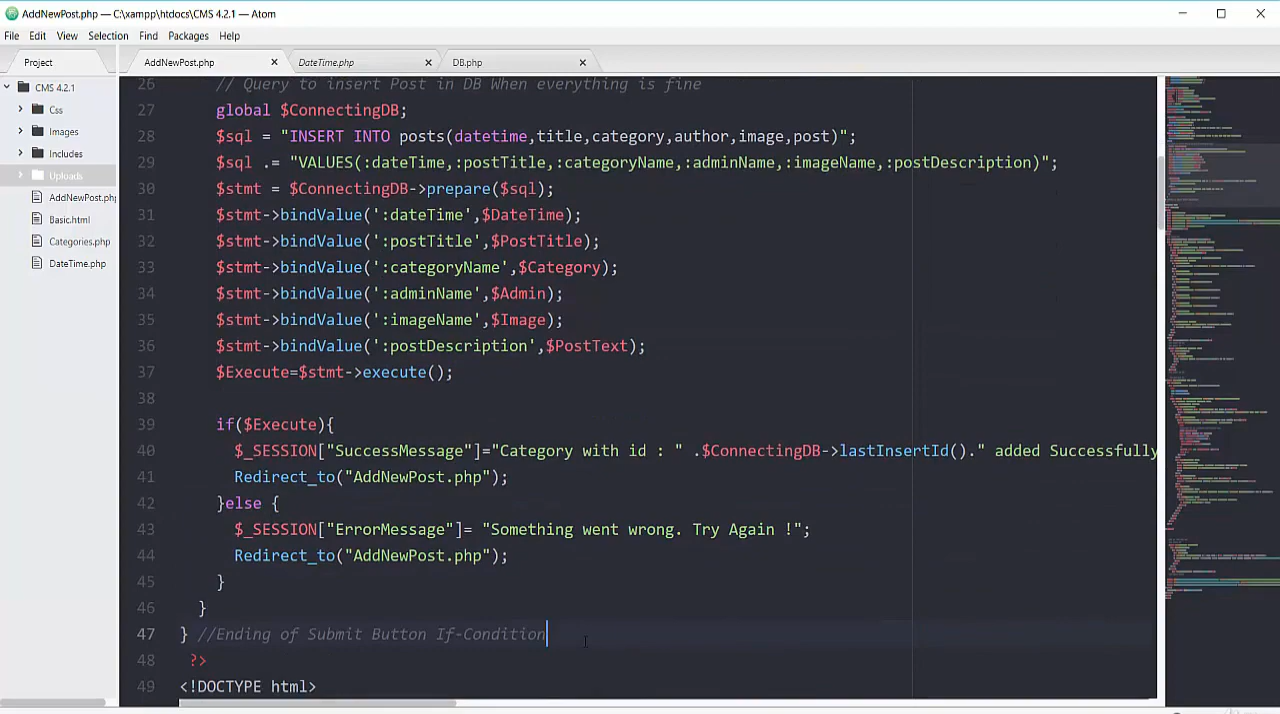 AddNewPost.php — C:\xampp\htdocs\CMS 4.2.1 — Atom
File Edit View Selection Find Packages Help
Project
AddNewPost.php
DateTime.php
DB.php
CMS 4.2.1
Css
Images
Uploads
AddNewPost.php
Basic.html
Categories.php
26 // Query to insert Post in DB When everything is fine
27 global $ConnectingDB;
28 $sql = "INSERT INTO posts(datetime,title,category,author,image,post)";
29 $sql .= "VALUES(:dateTime,:postTitle,:categoryName,:adminName,:imageName,:postDescription)";
30 $stmt = $ConnectingDB->prepare($sql);
31 $stmt->bindValue(':dateTime',$DateTime);
32 $stmt->bindValue(':postTitle',$PostTitle);
33 $stmt->bindValue(':categoryName',$Category);
34 $stmt->bindValue(':adminName',$Admin);
35 $stmt->bindValue(':imageName',$Image);
36 $stmt->bindValue(':postDescription',$PostText);
37 $Execute=$stmt->execute();
38
39 if($Execute){
40 $_SESSION["SuccessMessage"]="Category with id : " .$ConnectingDB->lastInsertId()." added Successfully
41 Redirect_to("AddNewPost.php");
42 }else {
43 $_SESSION["ErrorMessage"]="Something went wrong. Try Again !";
44 Redirect_to("AddNewPost.php");
45 }
46 }
47 } //Ending of Submit Button If-Condition
48 ?>
49 <!DOCTYPE html>